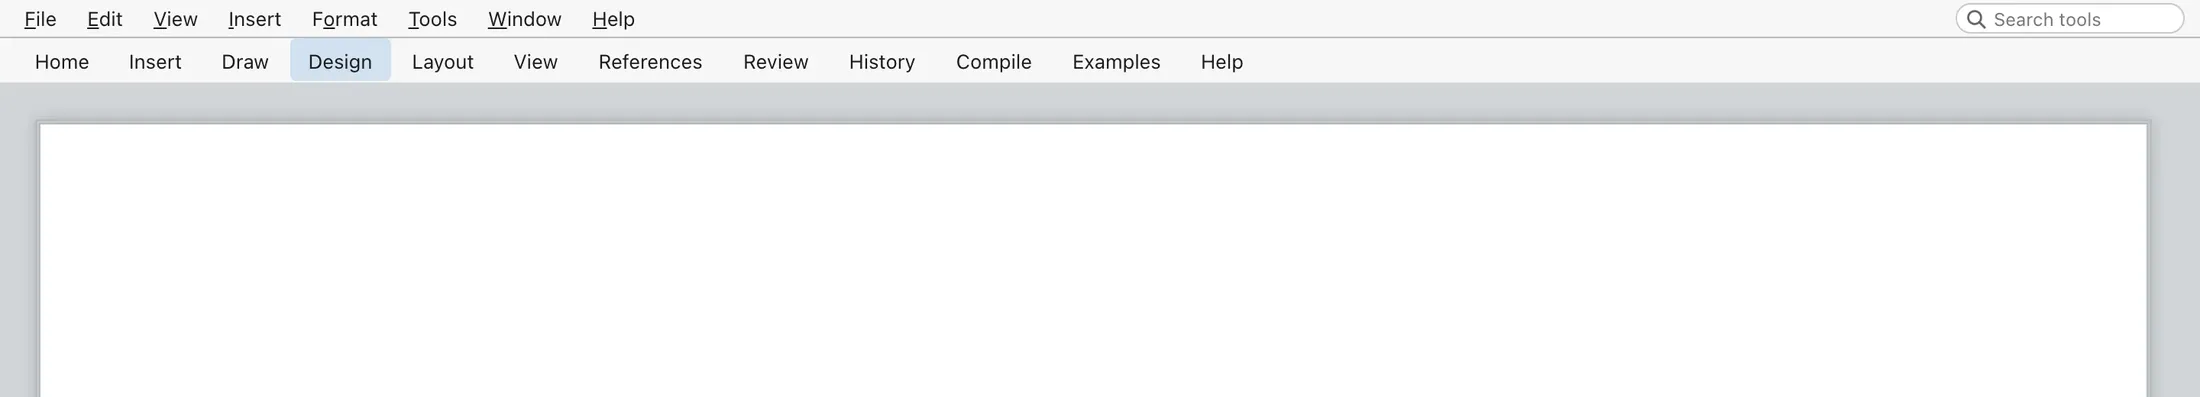 File Edit View Insert Format Tools Window Help Search tools
Home Insert Draw Design Layout View References Review History Compile Examples Help